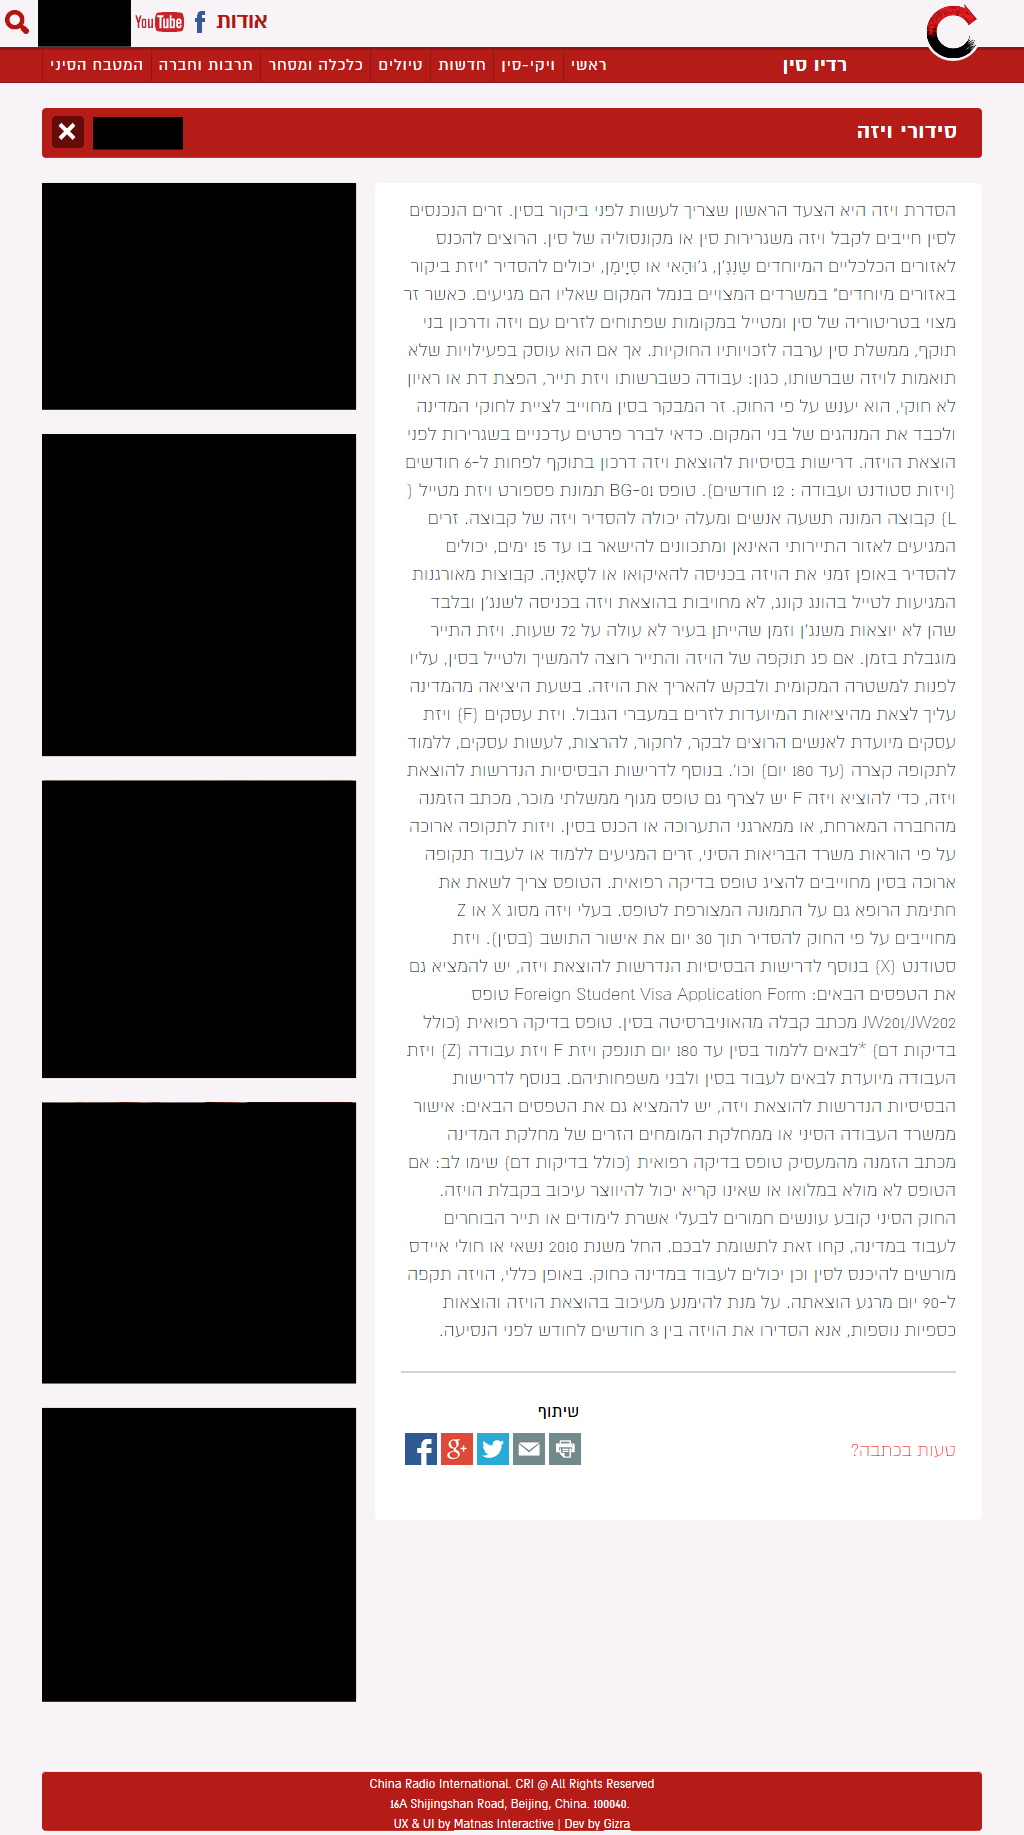 אודות
You Tube
רדיו סין
ראשי
ויקי-סין
חדשות
טיולים
כלכלה ומסחר
תרבות וחברה
המטבח הסיני
סידורי ויזה
הסדרת ויזה היא הצעד הראשון שצריך לעשות לפני ביקור בסין. זרים הנכנסים
לסין חייבים לקבל ויזה משגרירות סין או מקונסוליה של סין. הרוצים להכנס
לאזורים הכלכליים המיוחדים שֶנְגֶ'ן, ג'וּהַאי או סְיָימֶן, יכולים להסדיר "ויזת ביקור
באזורים מיוחדים" במשרדים המצויים בנמל המקום שאליו הם מגיעים. כאשר זר
מצוי בטריטוריה של סין ומטייל במקומות שפתוחים לזרים עם ויזה ודרכון בני
תוקף, ממשלת סין ערבה לזכויותיו החוקיות. אך אם הוא עוסק בפעילויות שלא
תואמות לויזה שברשותו, כגון: עבודה כשברשותו ויזת תייר, הפצת דת או ראיון
לא חוקי, הוא יענש על פי החוק. זר המבקר בסין מחוייב לציית לחוקי המדינה
ולכבד את המנהגים של בני המקום. כדאי לברר פרטים עדכניים בשגרירות לפני
הוצאת הויזה. דרישות בסיסיות להוצאת ויזה דרכון בתוקף לפחות ל-6 חודשים
(ויזות סטודנט ועבודה : 12 חודשים). טופס BG-01 תמונת פספורט ויזת מטייל (
L) קבוצה המונה תשעה אנשים ומעלה יכולה להסדיר ויזה של קבוצה. זרים
המגיעים לאזור התיירותי האינאן ומתכוונים להישאר בו עד 15 ימים, יכולים
להסדיר באופן זמני את הויזה בכניסה להאיקואו או לסָאנְיָה. קבוצות מאורגנות
המגיעות לטייל בהונג קונג, לא מחויבות בהוצאת ויזה בכניסה לשנג'ן ובלבד
שהן לא יוצאות משנג'ן וזמן שהייתן בעיר לא עולה על 72 שעות. ויזת התייר
מוגבלת בזמן. אם פג תוקפה של הויזה והתייר רוצה להמשיך ולטייל בסין, עליו
לפנות למשטרה המקומית ולבקש להאריך את הויזה. בשעת היציאה מהמדינה
עליך לצאת מהיציאות המיועדות לזרים במעברי הגבול. ויזת עסקים (F) ויזת
עסקים מיועדת לאנשים הרוצים לבקר, לחקור, להרצות, לעשות עסקים, ללמוד
לתקופה קצרה (עד 180 יום) וכו'. בנוסף לדרישות הבסיסיות הנדרשות להוצאת
ויזה, כדי להוציא ויזה F יש לצרף גם טופס מגוף ממשלתי מוכר, מכתב הזמנה
מהחברה המארחת, או ממארגני התערוכה או הכנס בסין. ויזות לתקופה ארוכה
על פי הוראות משרד הבריאות הסיני, זרים המגיעים ללמוד או לעבוד תקופה
ארוכה בסין מחוייבים להציג טופס בדיקה רפואית. הטופס צריך לשאת את
חתימת הרופא גם על התמונה המצורפת לטופס. בעלי ויזה מסוג X או Z
מחוייבים על פי החוק להסדיר תוך 30 יום את אישור התושב (בסין). ויזת
סטודנט (X) בנוסף לדרישות הבסיסיות הנדרשות להוצאת ויזה, יש להמציא גם
את הטפסים הבאים: Foreign Student Visa Application Form טופס
JW201/JW202 מכתב קבלה מהאוניברסיטה בסין. טופס בדיקה רפואית (כולל
בדיקות דם) *לבאים ללמוד בסין עד 180 יום תונפק ויזת F ויזת עבודה (Z) ויזת
העבודה מיועדת לבאים לעבוד בסין ולבני משפחותיהם. בנוסף לדרישות
הבסיסיות הנדרשות להוצאת ויזה, יש להמציא גם את הטפסים הבאים: אישור
ממשרד העבודה הסיני או ממחלקת המומחים הזרים של מחלקת המדינה
מכתב הזמנה מהמעסיק טופס בדיקה רפואית (כולל בדיקות דם) שימו לב: אם
הטופס לא מולא במלואו או שאינו קריא יכול להיווצר עיכוב בקבלת הויזה.
החוק הסיני קובע עונשים חמורים לבעלי אשרת לימודים או תייר הבוחרים
לעבוד במדינה, קחו זאת לתשומת לבכם. החל משנת 2010 נשאי או חולי איידס
מורשים להיכנס לסין וכן יכולים לעבוד במדינה כחוק. באופן כללי, הויזה תקפה
ל-90 יום מרגע הוצאתה. על מנת להימנע מעיכוב בהוצאת הויזה והוצאות
כספיות נוספות, אנא הסדירו את הויזה בין 3 חודשים לחודש לפני הנסיעה.
שיתוף
טעות בכתבה?
China Radio International. CRI @ All Rights Reserved
16A Shijingshan Road, Beijing, China. 100040.
UX & UI by Matnas Interactive | Dev by Gizra